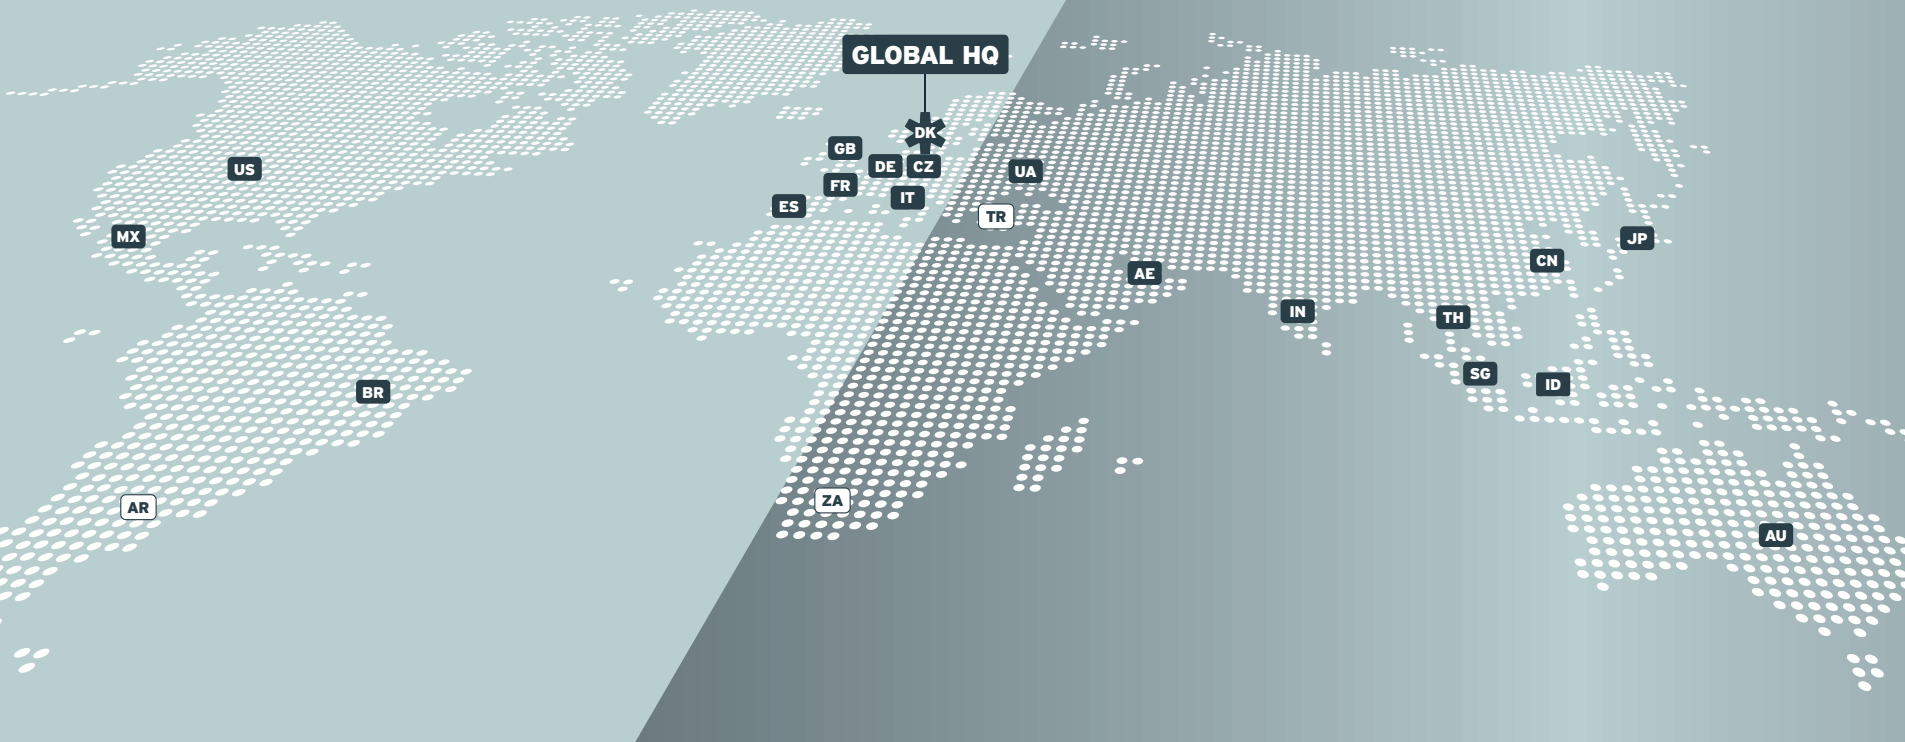 GLOBAL HQ
DK
GB
DE
CZ
US
UA
FR
IT
ES
TR
MX
JP
CN
AE
IN
TH
SG
ID
BR
ZA
AR
AU